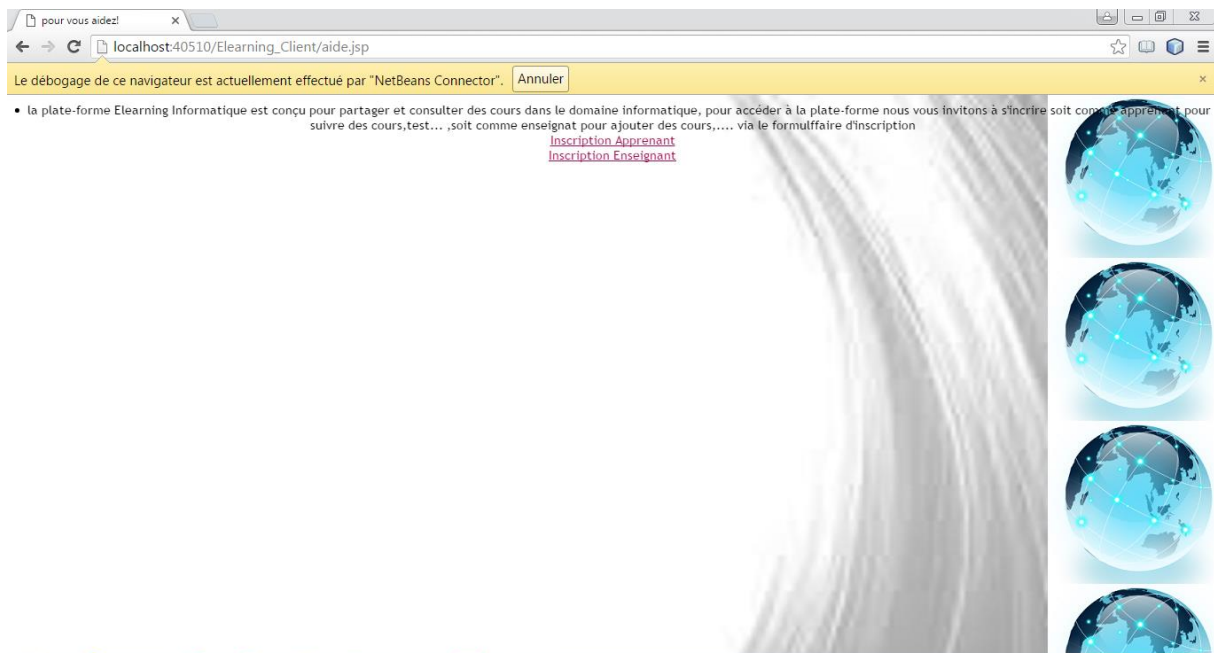 pour vous aidez!
localhost:40510/Elearning_Client/aide.jsp
Le débogage de ce navigateur est actuellement effectué par "NetBeans Connector". Annuler
• la plate-forme Elearning Informatique est conçu pour partager et consulter des cours dans le domaine informatique, pour accéder à la plate-forme nous vous invitons à s'incrire soit comme apprenent pour
suivre des cours,test... ,soit comme enseignat pour ajouter des cours,.... via le formulffaire d'inscription
Inscription Apprenant
Inscription Enseignant